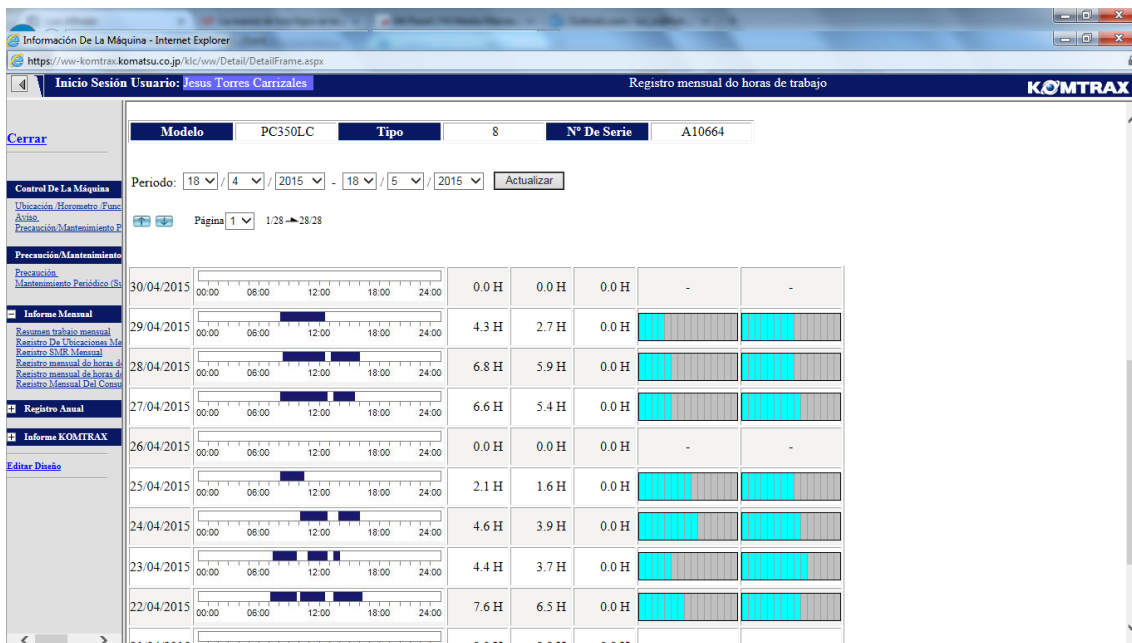 Información De La Máquina - Internet Explorer
https://ww-komtrax.komatsu.co.jp/klc/ww/Detail/DetailFrame.aspx
Inicio Sesión Usuario: Jesus Torres Carrizales Registro mensual do horas de trabajo KOMTRAX
Cerrar
Modelo PC350LC Tipo 8 Nº De Serie A10664
Periodo: 18 / 4 / 2015 - 18 / 5 / 2015 Actualizar
Página 1 1/28 28/28
Control De La Máquina
Ubicación /Horometro /Func
Aviso
Precaución/Mantenimiento P
Precaución/Mantenimiento
Precaución
Mantenimiento Periódico (Su
Informe Mensual
Resumen trabaio mensual
Registro De Ubicaciones Me
Registro SMR Mensual
Registro mensual do horas d
Registro mensual de horas de
Registro Mensual Del Consu
Registro Anual
Informe KOMTRAX
Editar Diseño
30/04/2015 00:00 06:00 12:00 18:00 24:00 0.0 H 0.0 H 0.0 H - -
29/04/2015 00:00 06:00 12:00 18:00 24:00 4.3 H 2.7 H 0.0 H
28/04/2015 00:00 06:00 12:00 18:00 24:00 6.8 H 5.9 H 0.0 H
27/04/2015 00:00 06:00 12:00 18:00 24:00 6.6 H 5.4 H 0.0 H
26/04/2015 00:00 06:00 12:00 18:00 24:00 0.0 H 0.0 H 0.0 H - -
25/04/2015 00:00 06:00 12:00 18:00 24:00 2.1 H 1.6 H 0.0 H
24/04/2015 00:00 06:00 12:00 18:00 24:00 4.6 H 3.9 H 0.0 H
23/04/2015 00:00 06:00 12:00 18:00 24:00 4.4 H 3.7 H 0.0 H
22/04/2015 00:00 06:00 12:00 18:00 24:00 7.6 H 6.5 H 0.0 H